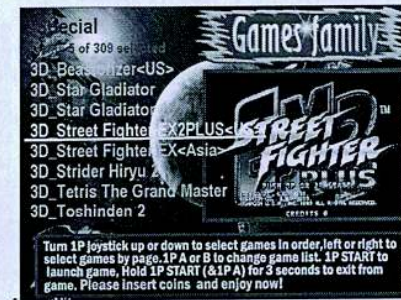 Special
5 of 309 selected
Games family
3D_Beastorizer<US>
3D_Star Gladiator
3D_Star Gladiator
3D_Street Fighter EX2PLUS<US
3D_Street Fighter EX<Asia>
3D_Strider Hiryu 2
3D_Tetris The Grand Master
3D_Toshinden 2
EX2
STREET
FIGHTER
PLUS
TM
CREDITS 0
Turn 1P Joystick up or down to select games in order,left or right to
select games by page.1P A or B to change game list. 1P START to
launch game, Hold 1P START (&1P A) for 3 seconds to exit from
game. Please insert coins and enjoy now!